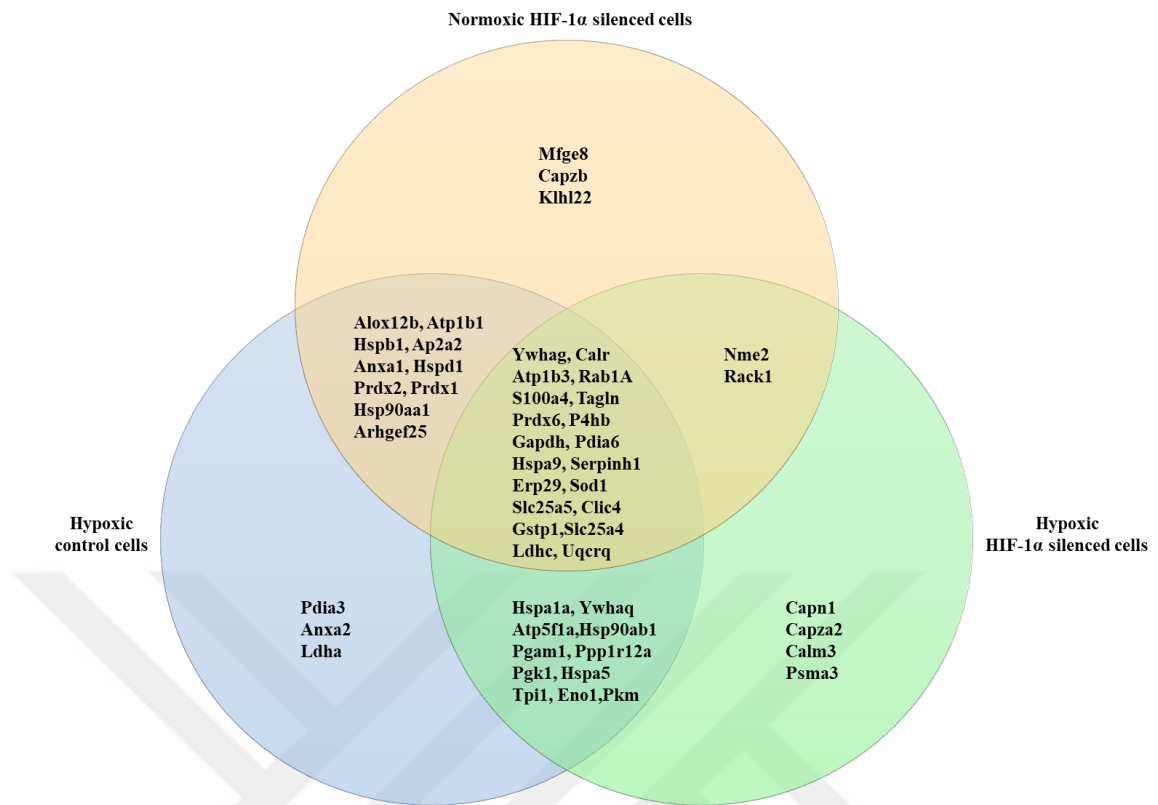 Normoxic HIF-1α silenced cells
Mfge8
Capzb
Klhl22
Alox12b, Atp1b1
Hspb1, Ap2a2
Anxa1, Hspd1
Prdx2, Prdx1
Hsp90aa1
Arhgef25
Ywhag, Calr
Atp1b3, Rab1A
S100a4, Tagln
Prdx6, P4hb
Gapdh, Pdia6
Hspa9, Serpinh1
Erp29, Sod1
Slc25a5, Clic4
Gstp1,Slc25a4
Ldhc, Uqcrq
Nme2
Rack1
Hypoxic
control cells
Hypoxic
HIF-1α silenced cells
Pdia3
Anxa2
Ldha
Hspa1a, Ywhaq
Atp5f1a,Hsp90ab1
Pgam1, Ppp1r12a
Pgk1, Hspa5
Tpi1, Eno1,Pkm
Capn1
Capza2
Calm3
Psma3